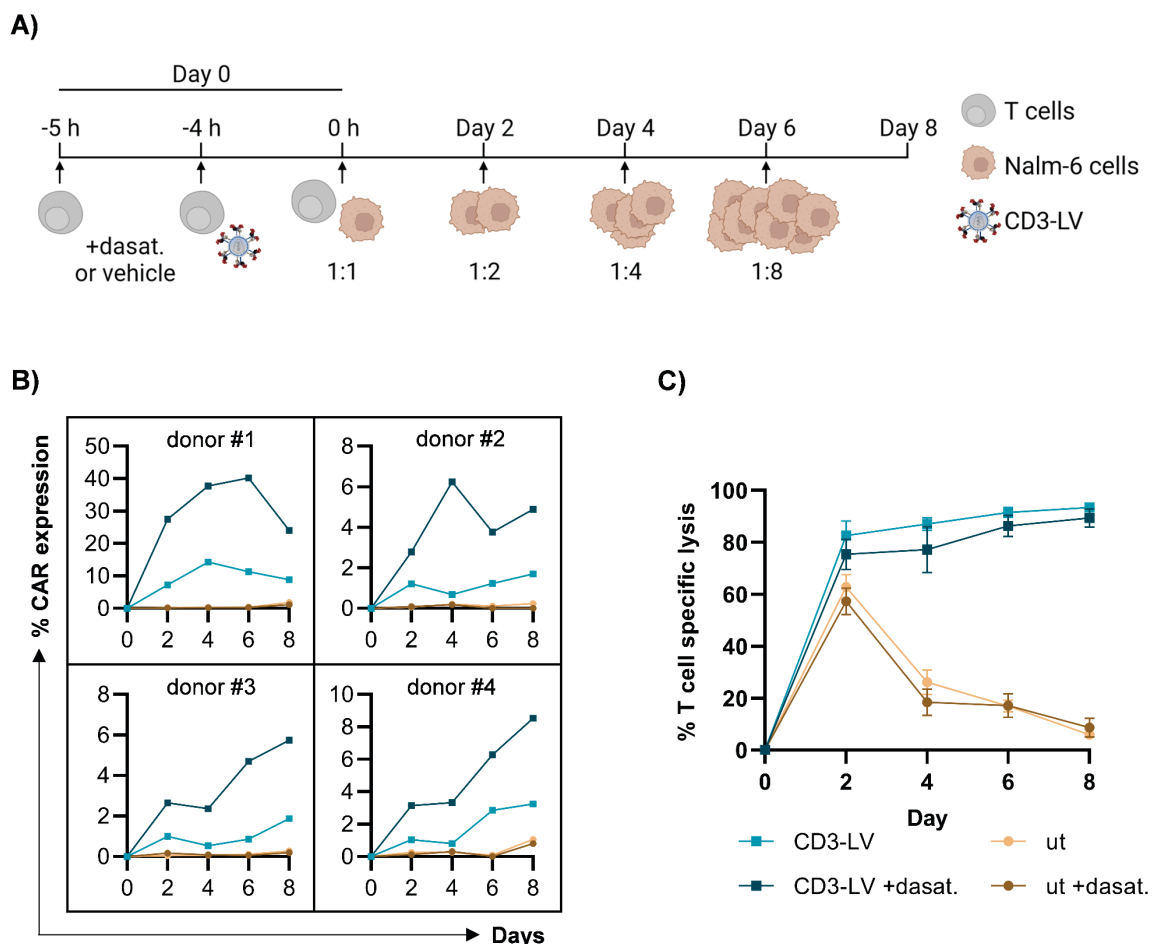 A)
Day 0
-5 h -4 h 0 h Day 2 Day 4 Day 6 Day 8
T cells
Nalm-6 cells
CD3-LV
+dasat.
or vehicle
1:1 1:2 1:4 1:8
B)
% CAR expression
donor #1
50
40
30
20
10
0
0 2 4 6 8
donor #2
8
6
4
2
0
0 2 4 6 8
donor #3
8
6
4
2
0
0 2 4 6 8
donor #4
10
8
6
4
2
0
0 2 4 6 8
Days
C)
% T cell specific lysis
100
80
60
40
20
0
0 2 4 6 8
Day
CD3-LV
CD3-LV +dasat.
ut
ut +dasat.